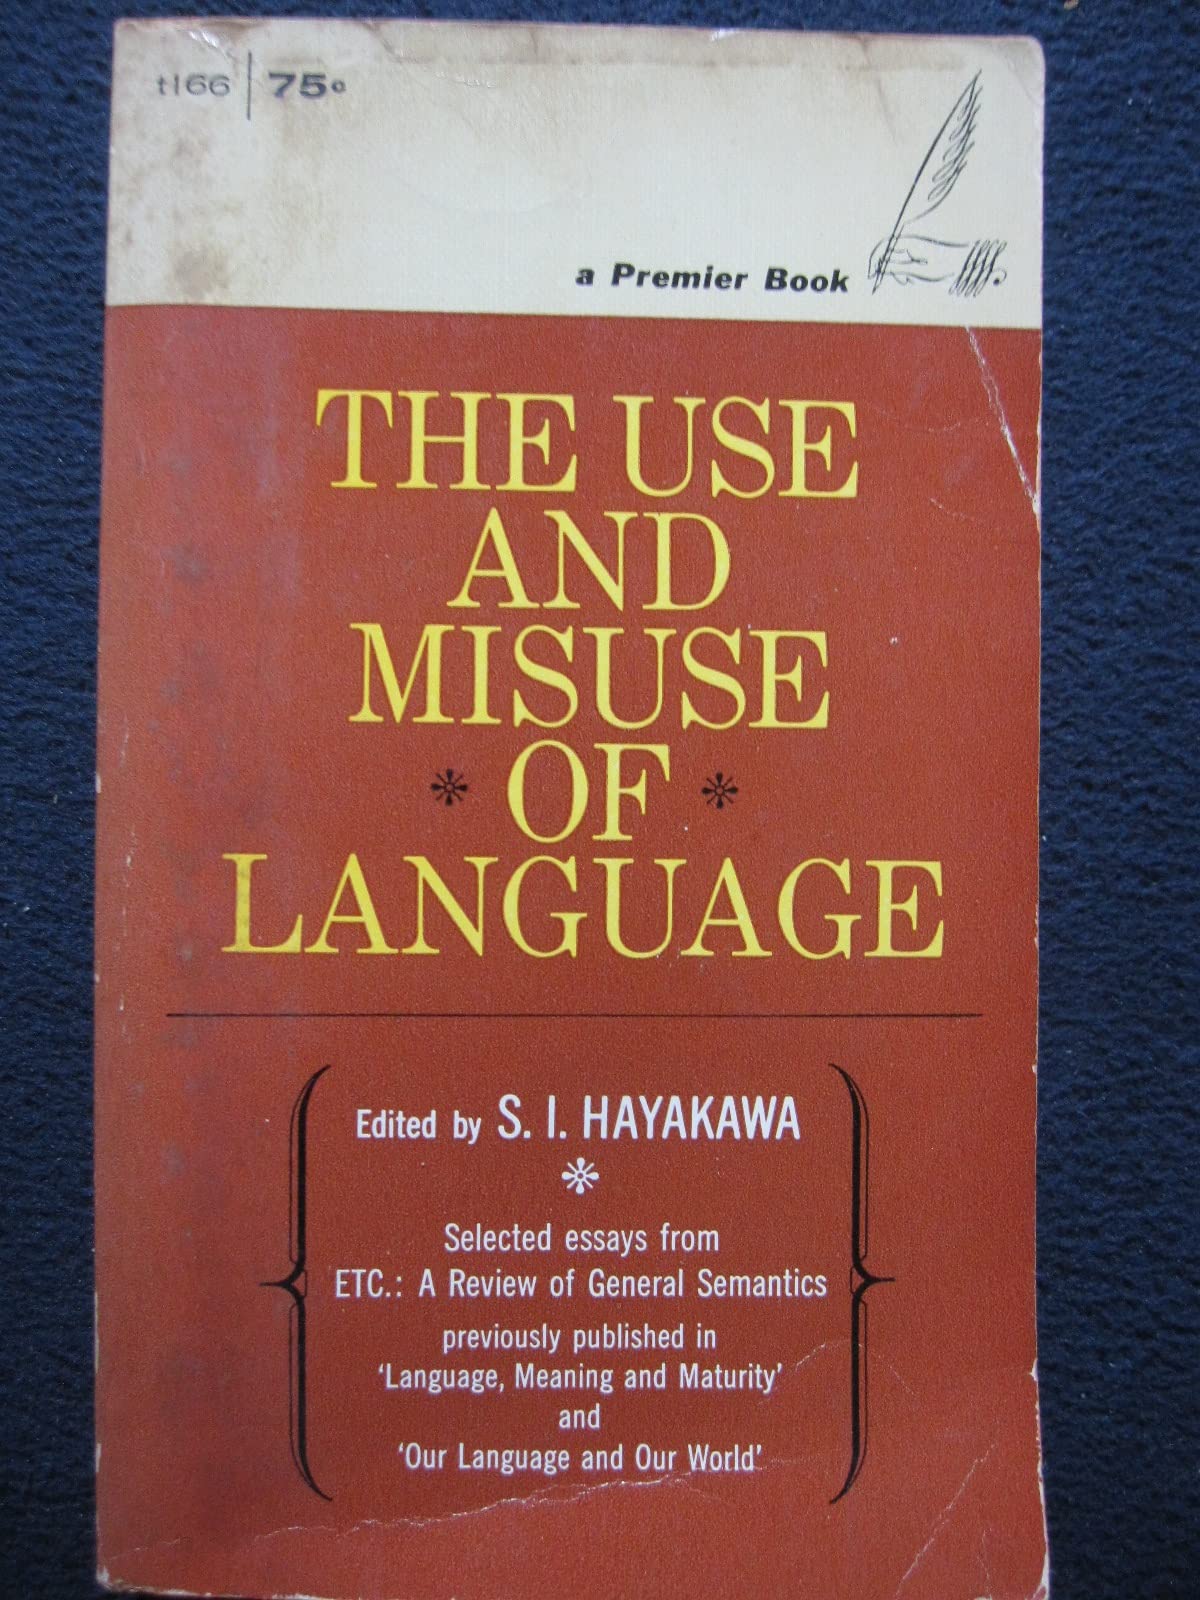 t166 | 75¢
a Premier Book
THE USE
AND
MISUSE
OF
LANGUAGE
Edited by S. I. HAYAKAWA
Selected essays from
ETC.: A Review of General Semantics
previously published in
'Language, Meaning and Maturity'
and
'Our Language and Our World'